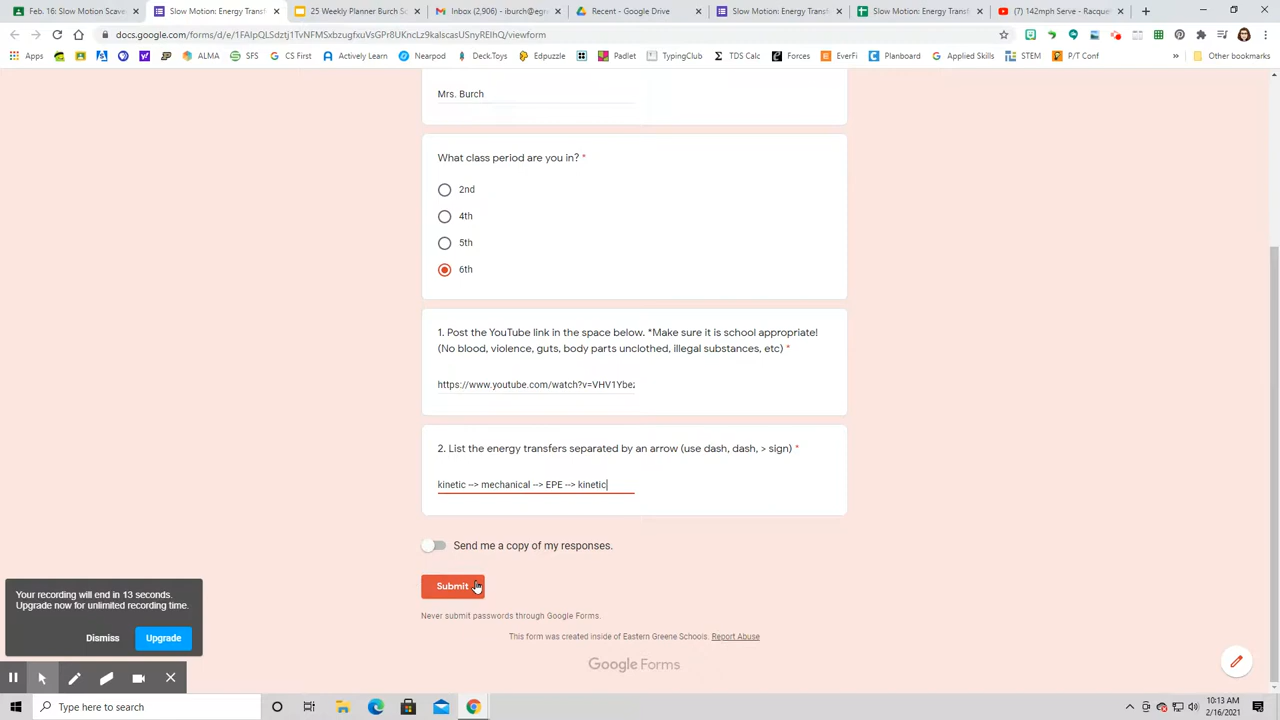 Feb. 16: Slow Motion Scave
Slow Motion: Energy Transf
25 Weekly Planner Burch S
Inbox (2,906) - iburch@egr
Recent - Google Drive
Slow Motion: Energy Transf
Slow Motion: Energy Transf
(7) 142mph Serve - Racque
docs.google.com/forms/d/e/1FAIpQLSdztj1TvNFMSxbzugfxuVsGPr8UKncLz9kalscasUSnyREIhQ/viewform
Apps
ALMA
SFS
CS First
Actively Learn
Nearpod
Deck.Toys
Edpuzzle
Padlet
TypingClub
TDS Calc
Forces
EverFi
Planboard
Applied Skills
STEM
P/T Conf
»
Other bookmarks
Mrs. Burch
What class period are you in? *
2nd
4th
5th
6th
1. Post the YouTube link in the space below. *Make sure it is school appropriate!
(No blood, violence, guts, body parts unclothed, illegal substances, etc) *
https://www.youtube.com/watch?v=VHV1Ybez
2. List the energy transfers separated by an arrow (use dash, dash, > sign) *
kinetic --> mechanical --> EPE --> kinetic
Send me a copy of my responses.
Submit
Never submit passwords through Google Forms.
This form was created inside of Eastern Greene Schools. Report Abuse
Google Forms
Your recording will end in 13 seconds.
Upgrade now for unlimited recording time.
Dismiss
Upgrade
Type here to search
10:13 AM
2/16/2021